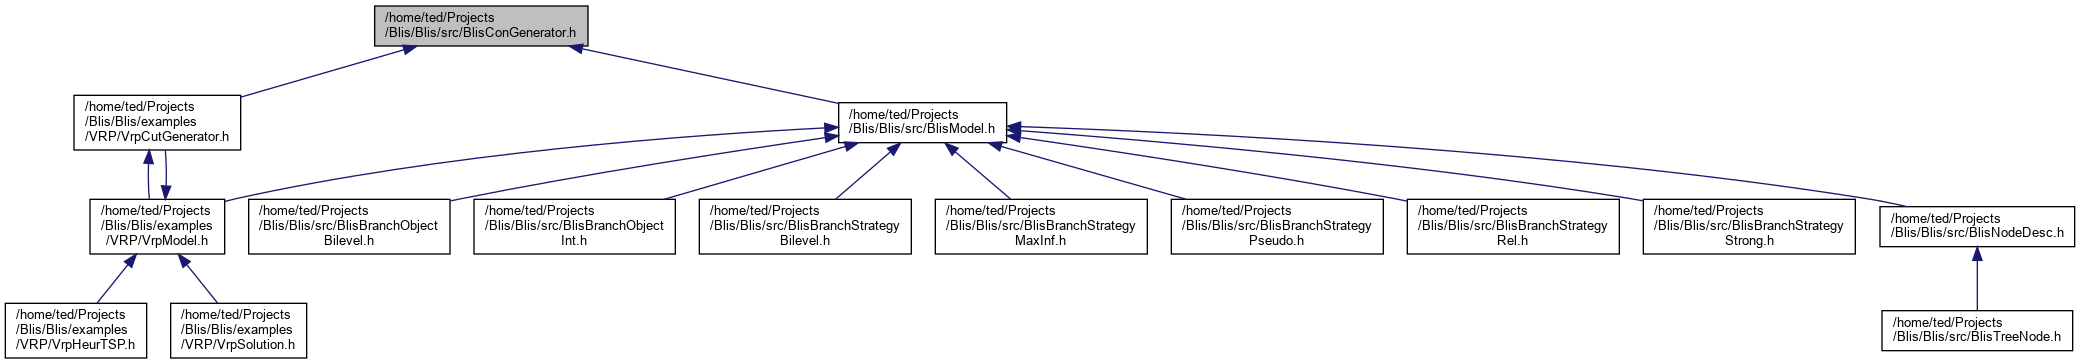 /home/ted/Projects
/Blis/Blis/src/BlisConGenerator.h
/home/ted/Projects
/Blis/Blis/examples
/VRP/VrpCutGenerator.h
/home/ted/Projects
/Blis/Blis/src/BlisModel.h
/home/ted/Projects
/Blis/Blis/examples
/VRP/VrpModel.h
/home/ted/Projects
/Blis/Blis/src/BlisBranchObject
Bilevel.h
/home/ted/Projects
/Blis/Blis/src/BlisBranchObject
Int.h
/home/ted/Projects
/Blis/Blis/src/BlisBranchStrategy
Bilevel.h
/home/ted/Projects
/Blis/Blis/src/BlisBranchStrategy
MaxInf.h
/home/ted/Projects
/Blis/Blis/src/BlisBranchStrategy
Pseudo.h
/home/ted/Projects
/Blis/Blis/src/BlisBranchStrategy
Rel.h
/home/ted/Projects
/Blis/Blis/src/BlisBranchStrategy
Strong.h
/home/ted/Projects
/Blis/Blis/src/BlisNodeDesc.h
/home/ted/Projects
/Blis/Blis/examples
/VRP/VrpHeurTSP.h
/home/ted/Projects
/Blis/Blis/examples
/VRP/VrpSolution.h
/home/ted/Projects
/Blis/Blis/src/BlisTreeNode.h